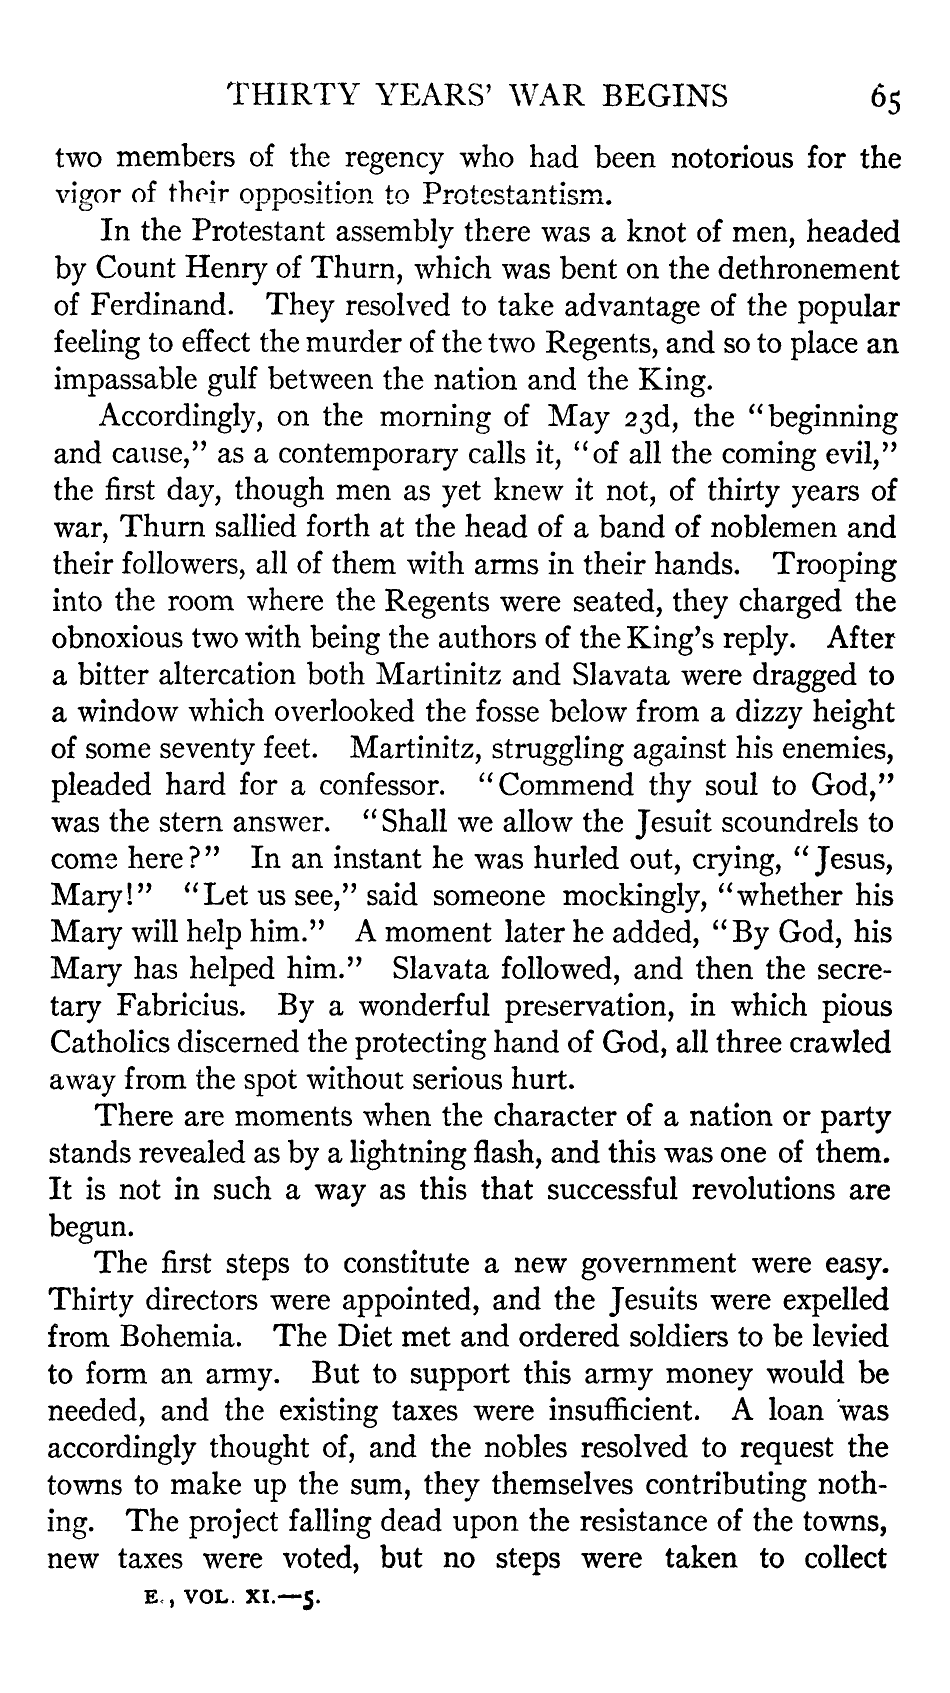 THIRTY YEARS' WAR BEGINS 65
two members of the regency who had been notorious for the
vigor of their opposition to Protestantism.
In the Protestant assembly there was a knot of men, headed
by Count Henry of Thurn, which was bent on the dethronement
of Ferdinand. They resolved to take advantage of the popular
feeling to effect the murder of the two Regents, and so to place an
impassable gulf between the nation and the King.
Accordingly, on the morning of May 23d, the "beginning
and cause," as a contemporary calls it, "of all the coming evil,"
the first day, though men as yet knew it not, of thirty years of
war, Thurn sallied forth at the head of a band of noblemen and
their followers, all of them with arms in their hands. Trooping
into the room where the Regents were seated, they charged the
obnoxious two with being the authors of the King's reply. After
a bitter altercation both Martinitz and Slavata were dragged to
a window which overlooked the fosse below from a dizzy height
of some seventy feet. Martinitz, struggling against his enemies,
pleaded hard for a confessor. "Commend thy soul to God,"
was the stern answer. "Shall we allow the Jesuit scoundrels to
come here?" In an instant he was hurled out, crying, "Jesus,
Mary!" "Let us see," said someone mockingly, "whether his
Mary will help him." A moment later he added, "By God, his
Mary has helped him." Slavata followed, and then the secre-
tary Fabricius. By a wonderful preservation, in which pious
Catholics discerned the protecting hand of God, all three crawled
away from the spot without serious hurt.
There are moments when the character of a nation or party
stands revealed as by a lightning flash, and this was one of them.
It is not in such a way as this that successful revolutions are
begun.
The first steps to constitute a new government were easy.
Thirty directors were appointed, and the Jesuits were expelled
from Bohemia. The Diet met and ordered soldiers to be levied
to form an army. But to support this army money would be
needed, and the existing taxes were insufficient. A loan was
accordingly thought of, and the nobles resolved to request the
towns to make up the sum, they themselves contributing noth-
ing. The project falling dead upon the resistance of the towns,
new taxes were voted, but no steps were taken to collect
E., VOL. XI.—5.